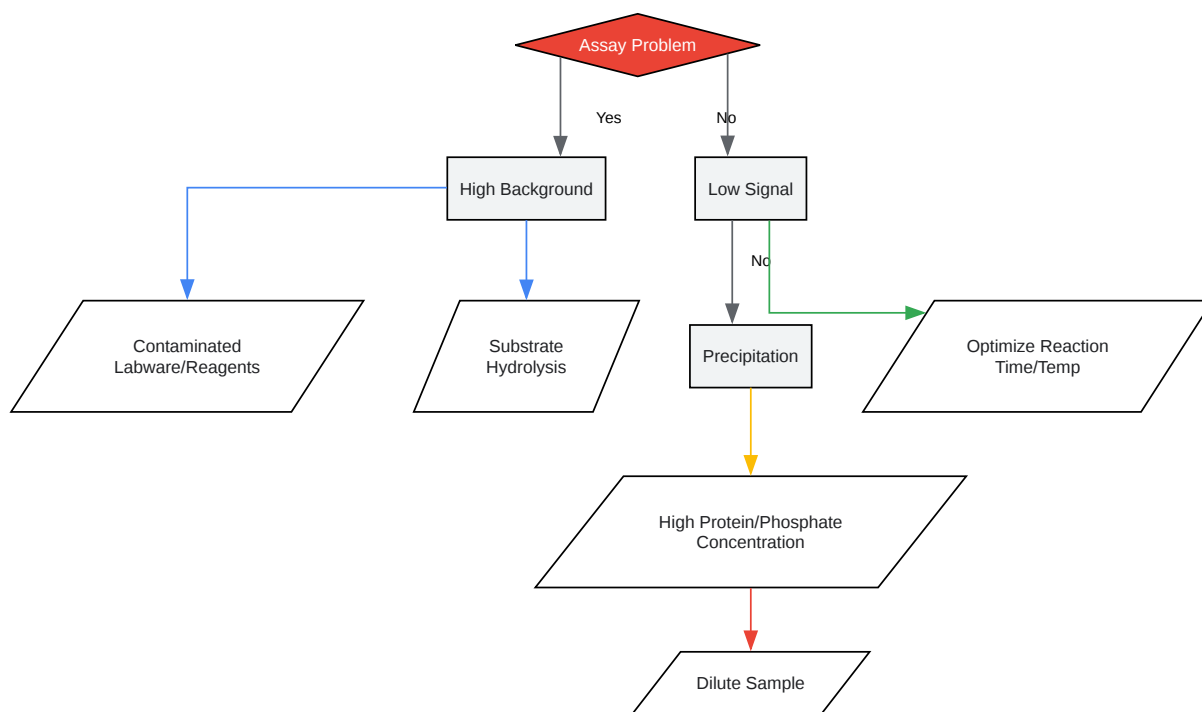 Assay Problem
Yes
No
High Background
Low Signal
No
Contaminated
Labware/Reagents
Substrate
Hydrolysis
Precipitation
Optimize Reaction
Time/Temp
High Protein/Phosphate
Concentration
Dilute Sample